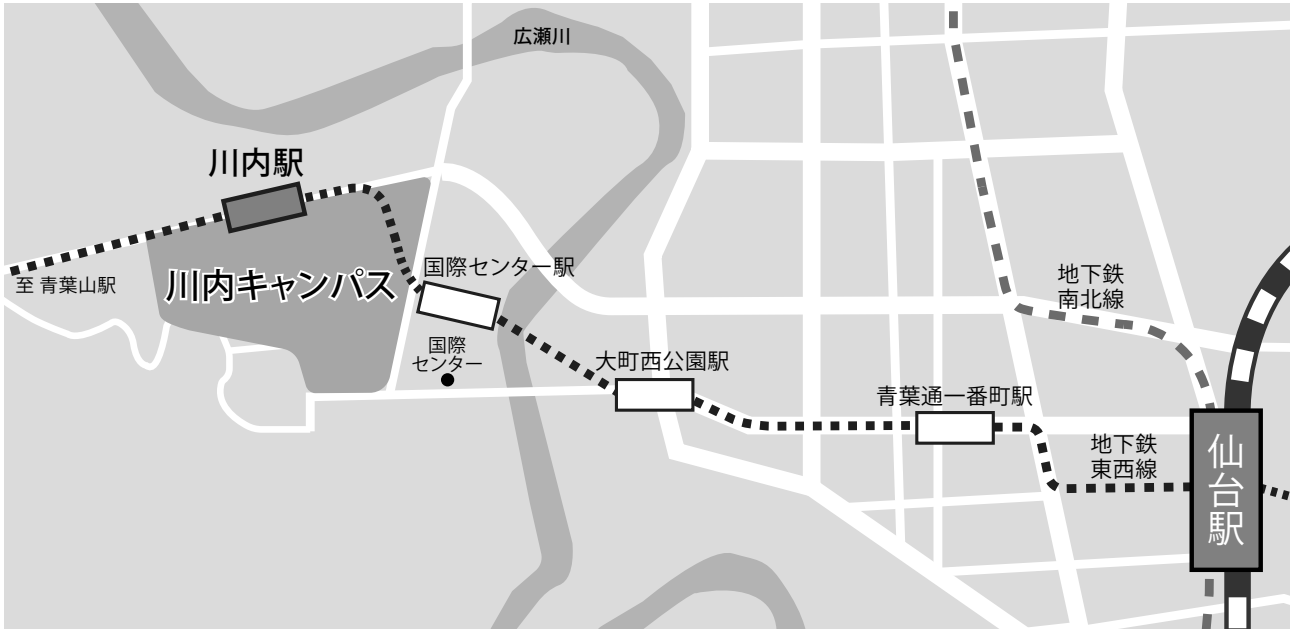 広瀬川
川内駅
至 青葉山駅
川内キャンパス
国際センター駅
国際
センター
大町西公園駅
青葉通一番町駅
地下鉄
南北線
地下鉄
東西線
仙台駅